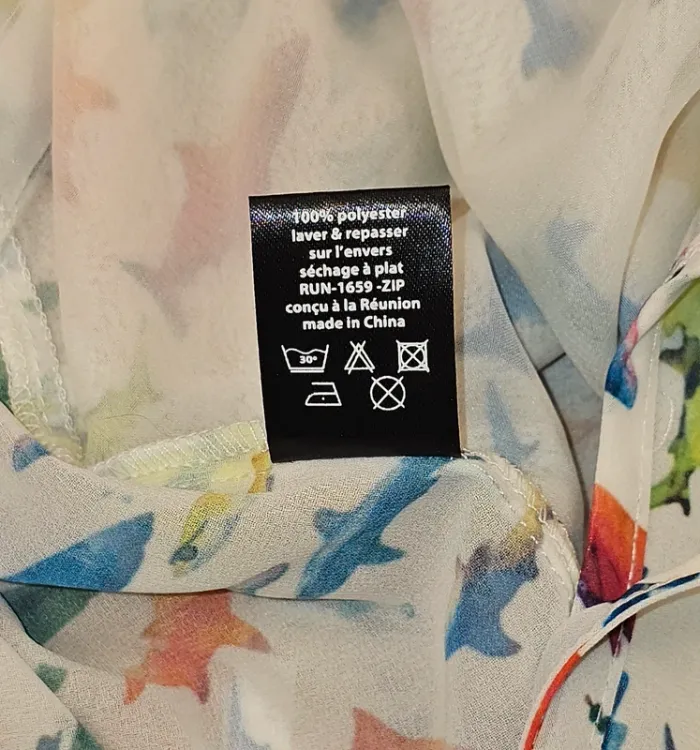 100% polyester
laver & repasser
sur l'envers
séchage à plat
RUN-1659 -ZIP
conçu à la Réunion
made in China
30°